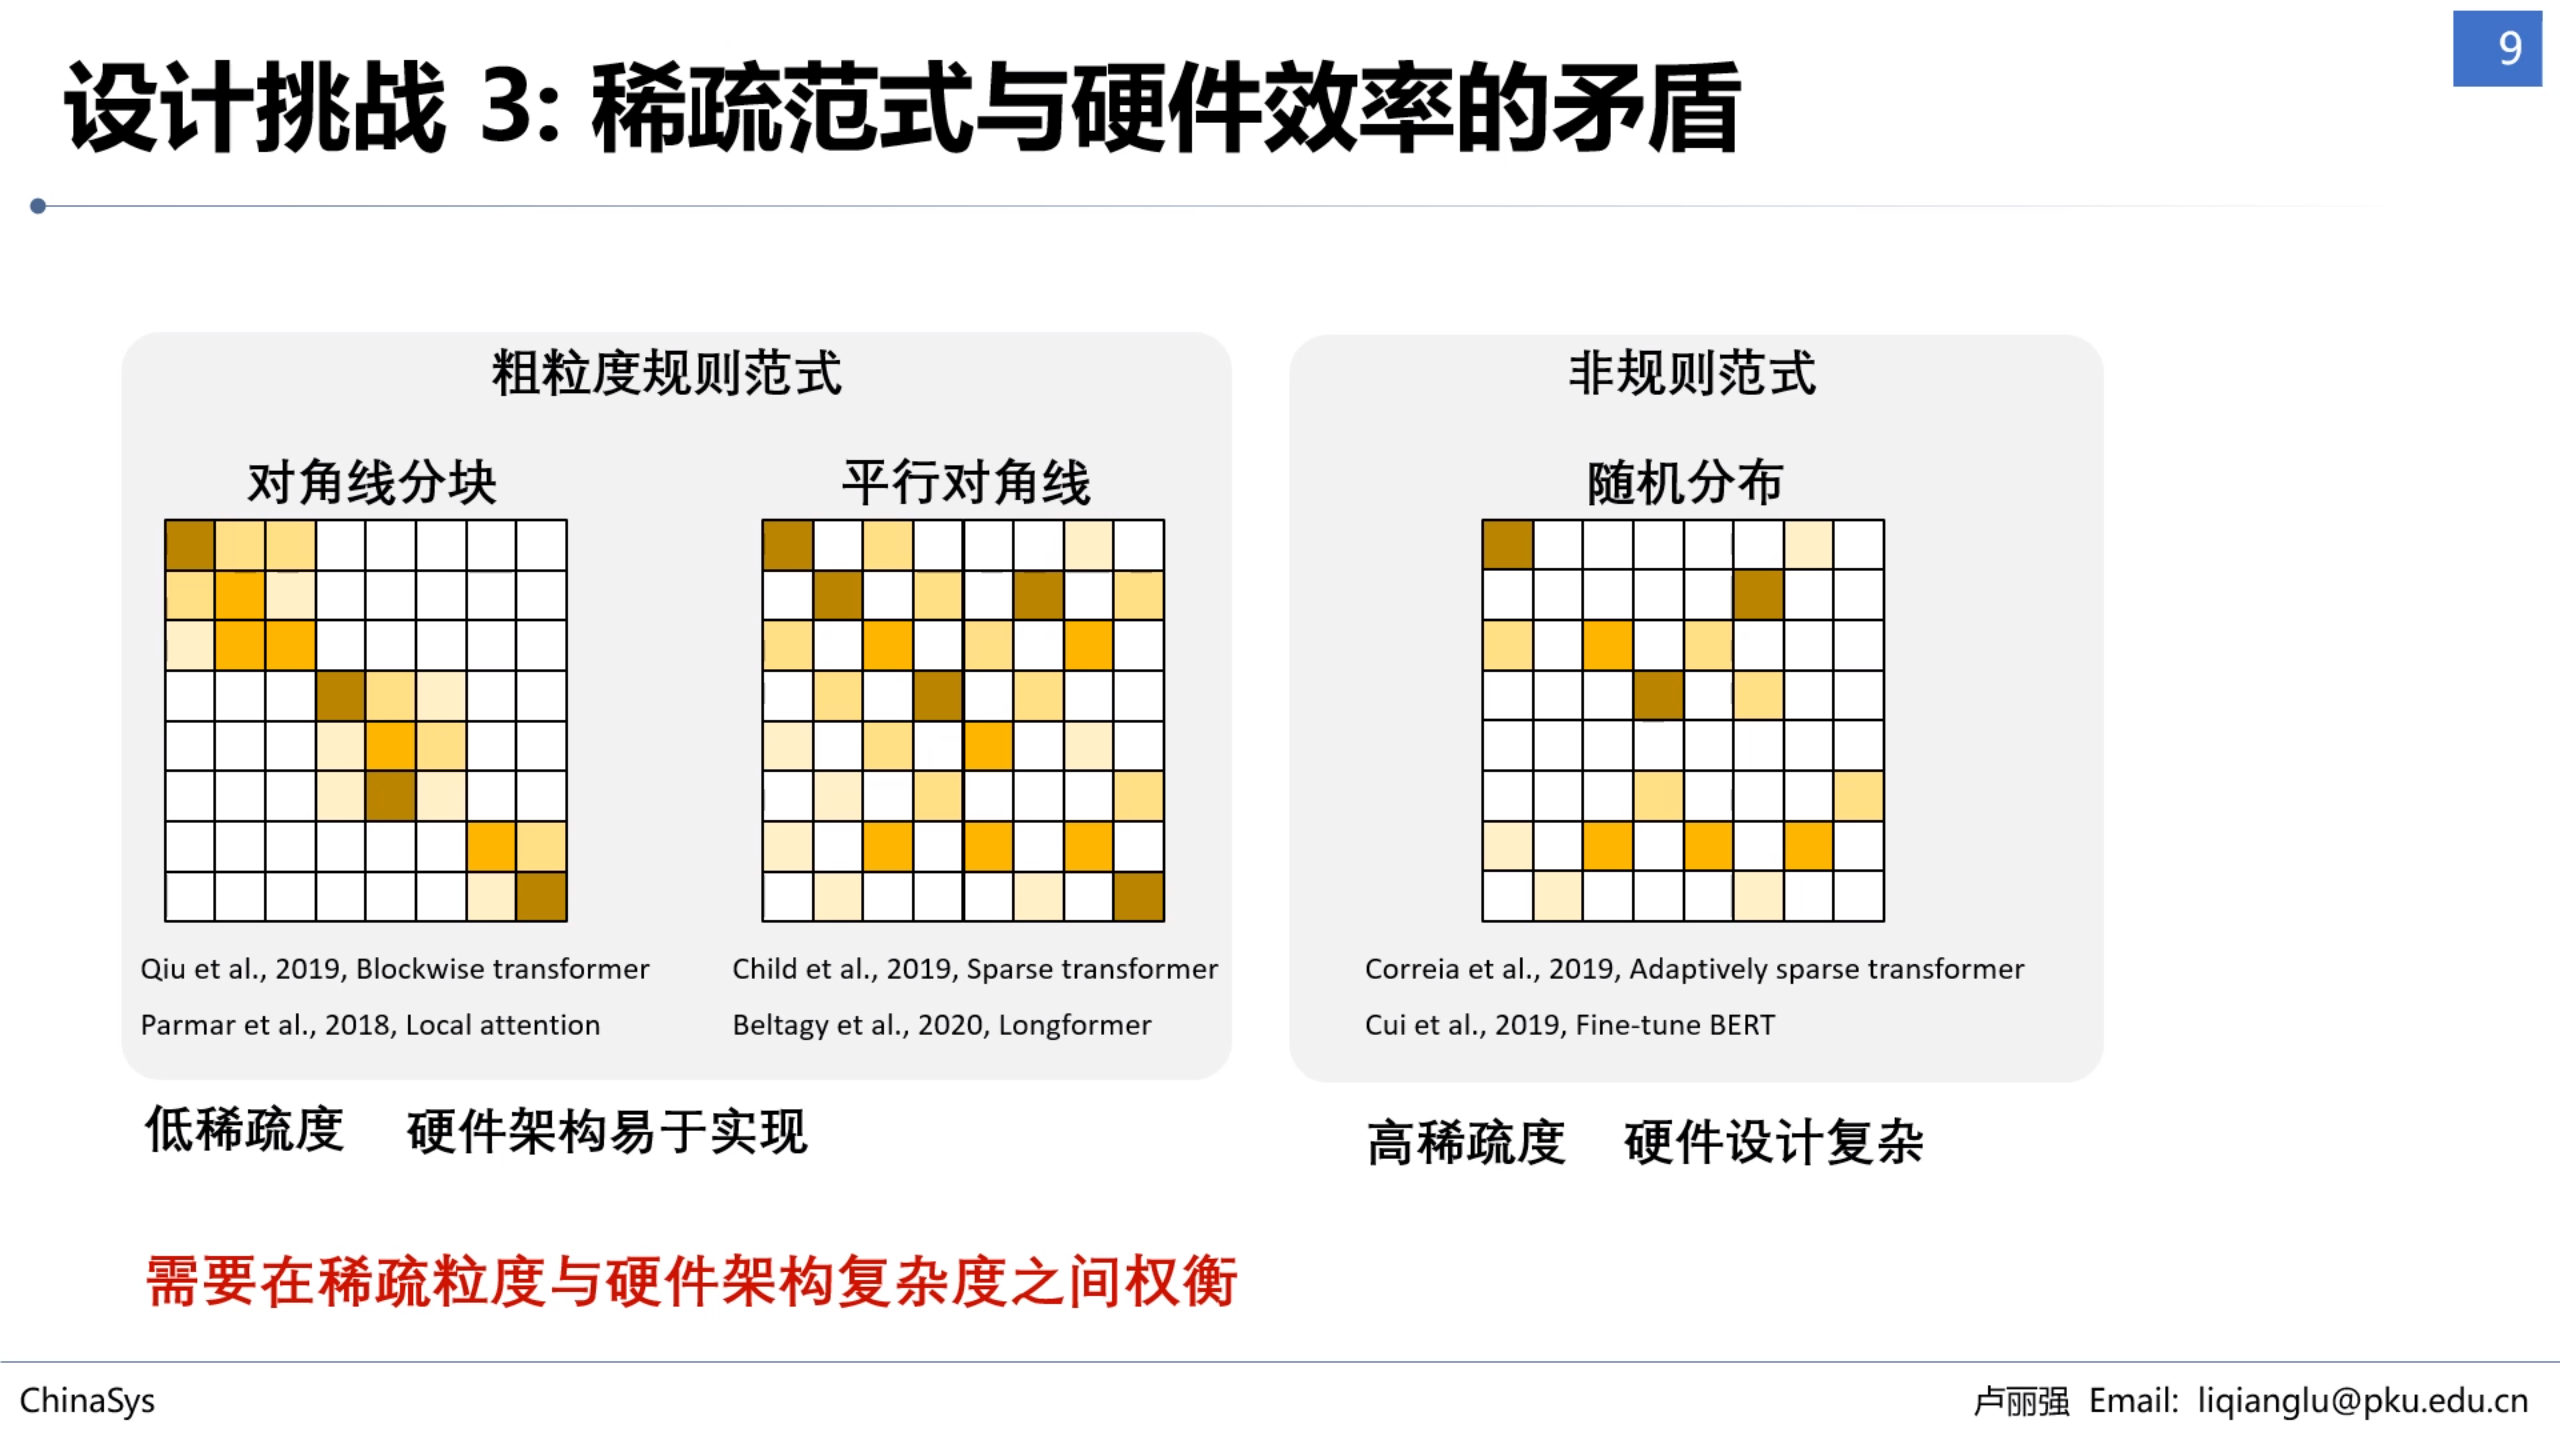 9
设计挑战 3: 稀疏范式与硬件效率的矛盾
粗粒度规则范式
对角线分块
平行对角线
Qiu et al., 2019, Blockwise transformer
Parmar et al., 2018, Local attention
Child et al., 2019, Sparse transformer
Beltagy et al., 2020, Longformer
低稀疏度 硬件架构易于实现
非规则范式
随机分布
Correia et al., 2019, Adaptively sparse transformer
Cui et al., 2019, Fine-tune BERT
高稀疏度 硬件设计复杂
需要在稀疏粒度与硬件架构复杂度之间权衡
ChinaSys
卢丽强 Email: liqianglu@pku.edu.cn